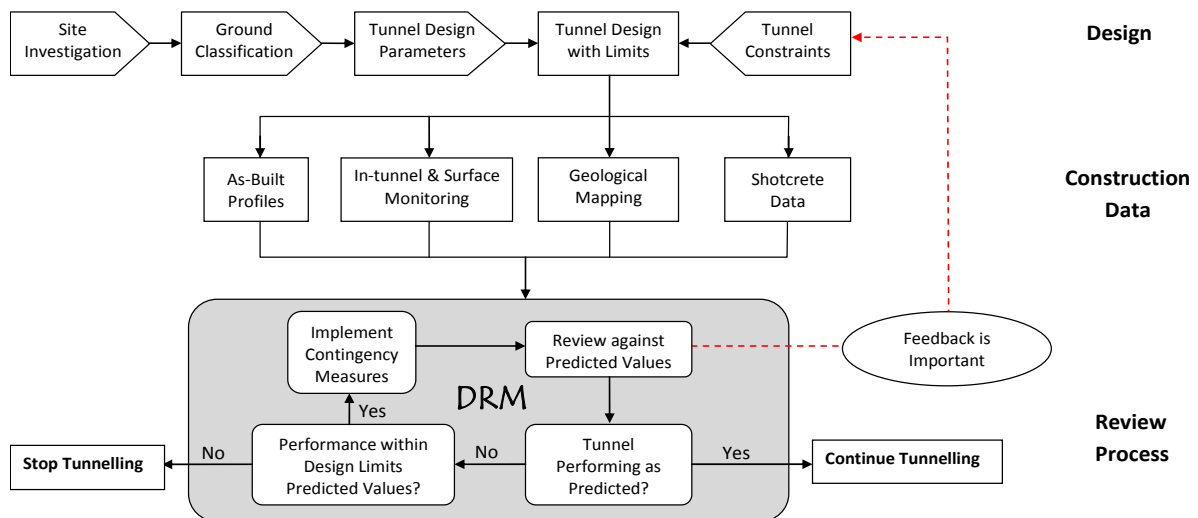 Site
Investigation
Ground
Classification
Tunnel Design
Parameters
Tunnel Design
with Limits
Tunnel
Constraints
Design
As-Built
Profiles
In-tunnel & Surface
Monitoring
Geological
Mapping
Shotcrete
Data
Construction
Data
Implement
Contingency
Measures
Review against
Predicted Values
Feedback is
Important
DRM
Yes
Stop Tunnelling
No
Performance within
Design Limits
Predicted Values?
No
Tunnel
Performing as
Predicted?
Yes
Continue Tunnelling
Review
Process